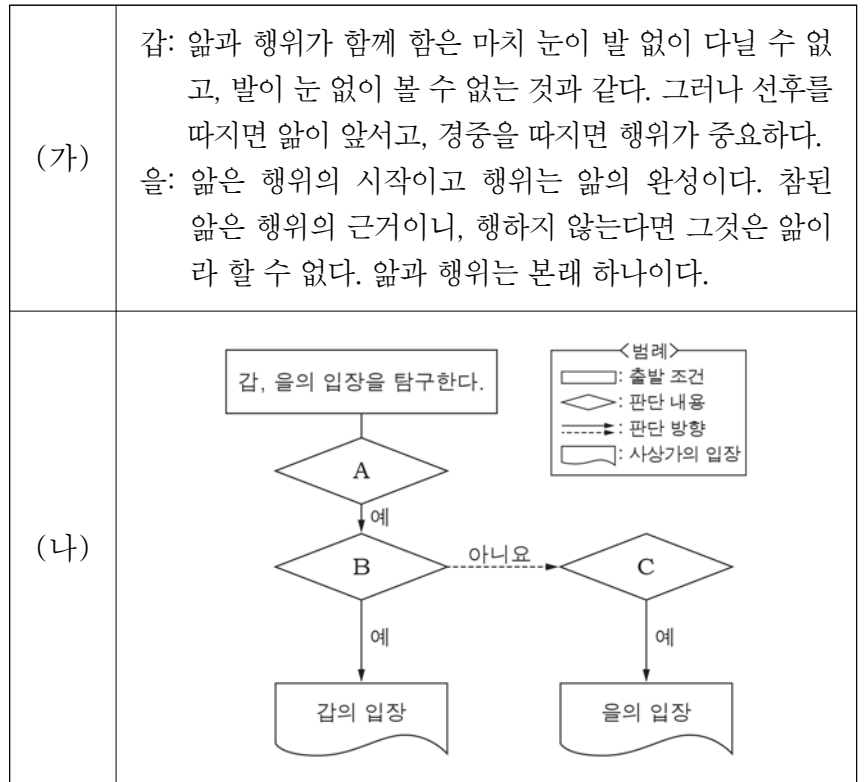 (가)
갑: 앎과 행위가 함께 함은 마치 눈이 발 없이 다닐 수 없
고, 발이 눈 없이 볼 수 없는 것과 같다. 그러나 선후를
따지면 앎이 앞서고, 경중을 따지면 행위가 중요하다.
을: 앎은 행위의 시작이고 행위는 앎의 완성이다. 참된
앎은 행위의 근거이니, 행하지 않는다면 그것은 앎이
라 할 수 없다. 앎과 행위는 본래 하나이다.
(나)
갑, 을의 입장을 탐구한다.
<범례>
: 출발 조건
: 판단 내용
: 판단 방향
: 사상가의 입장
A
예
B
아니요
C
예
예
갑의 입장
을의 입장